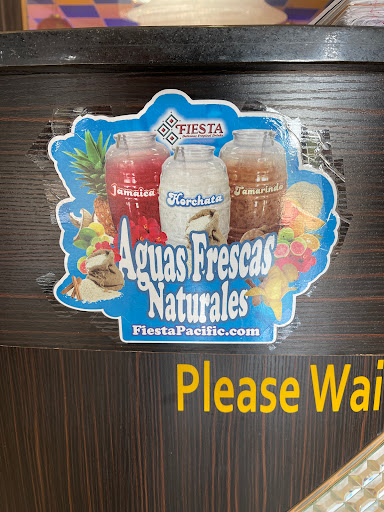 FIESTA
Jamaica
Horchata
Tamarindo
Aguas Frescas
Naturales
FiestaPacific.com
Please Wai